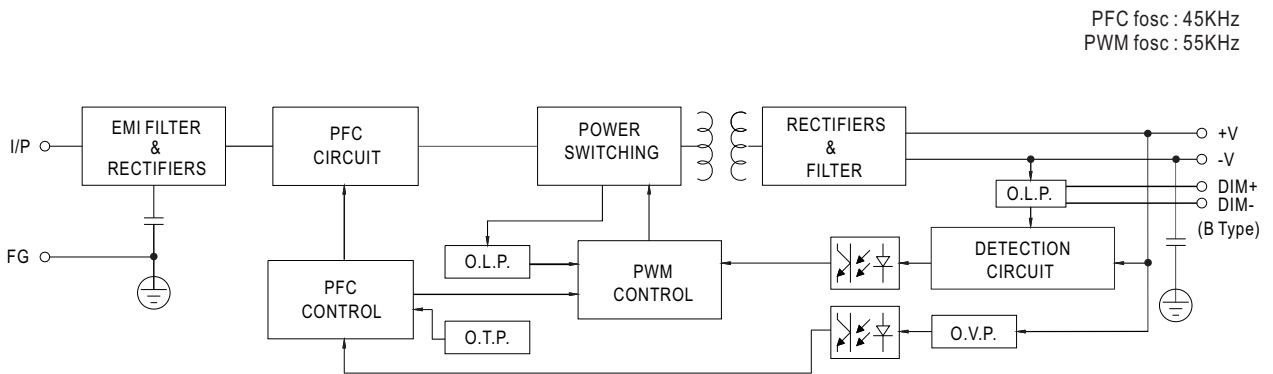 PFC fosc : 45KHz
PWM fosc : 55KHz
I/P
EMI FILTER
&
RECTIFIERS
PFC
CIRCUIT
POWER
SWITCHING
RECTIFIERS
&
FILTER
+V
-V
DIM+
DIM-
(B Type)
O.L.P.
FG
O.L.P.
PWM
CONTROL
DETECTION
CIRCUIT
PFC
CONTROL
O.T.P.
O.V.P.